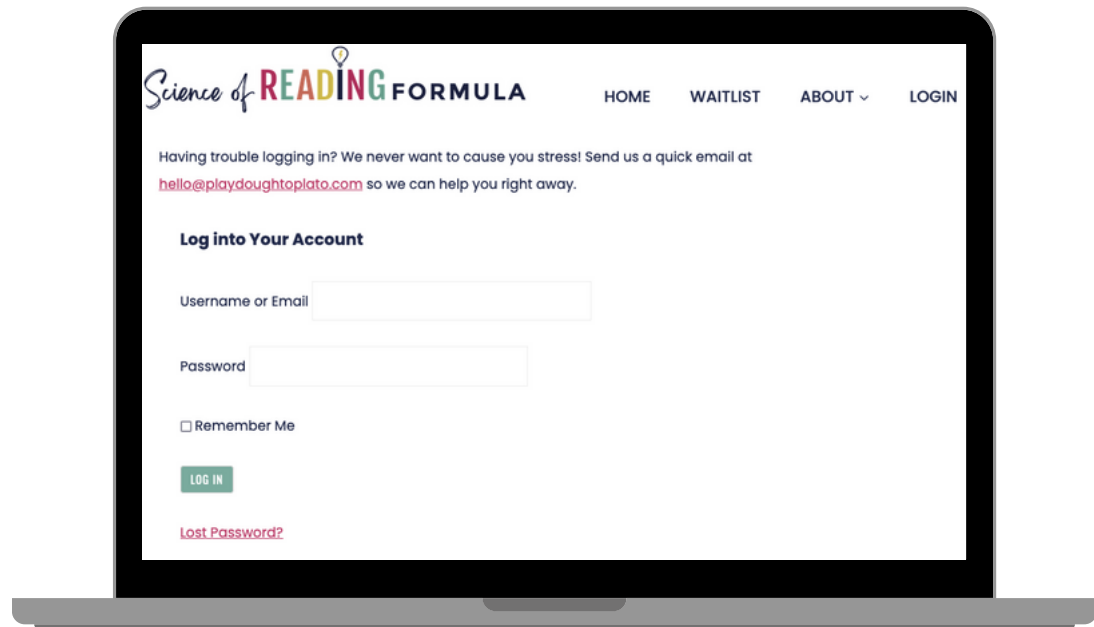 Science of READING FORMULA
HOME WAITLIST ABOUT LOGIN
Having trouble logging in? We never want to cause you stress! Send us a quick email at
hello@playdoughtoplato.com so we can help you right away.
Log into Your Account
Username or Email
Password
Remember Me
LOG IN
Lost Password?